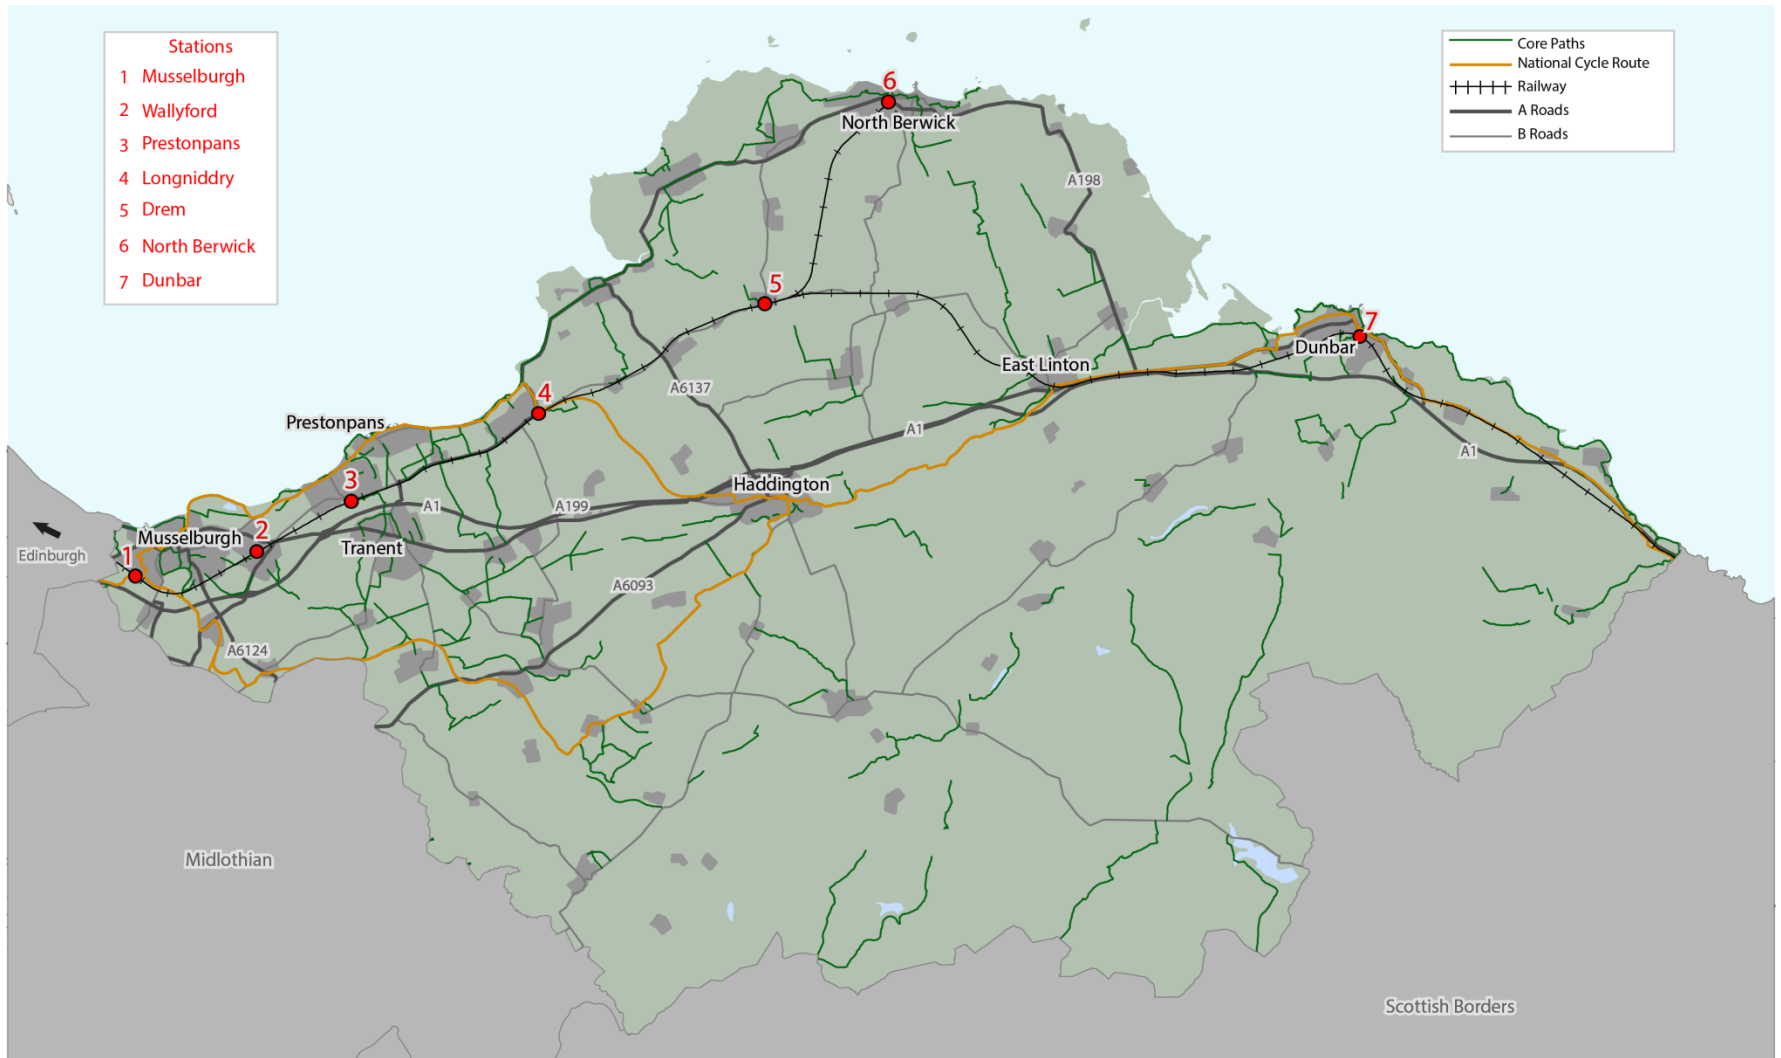 Stations
1 Musselburgh
2 Wallyford
3 Prestonpans
4 Longniddry
5 Drem
6 North Berwick
7 Dunbar
Core Paths
National Cycle Route
Railway
A Roads
B Roads
6
North Berwick
A198
5
7
Dunbar
East Linton
4
A6137
Prestonpans
A1
A1
3
Haddington
A1
A199
2
Musselburgh
Tranent
Edinburgh
1
A6093
A6124
Midlothian
Scottish Borders